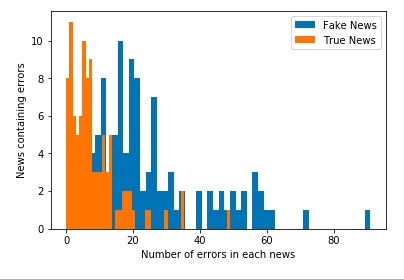 Fake News
True News
10
8
6
4
2
0
News containing errors
0 20 40 60 80
Number of errors in each news